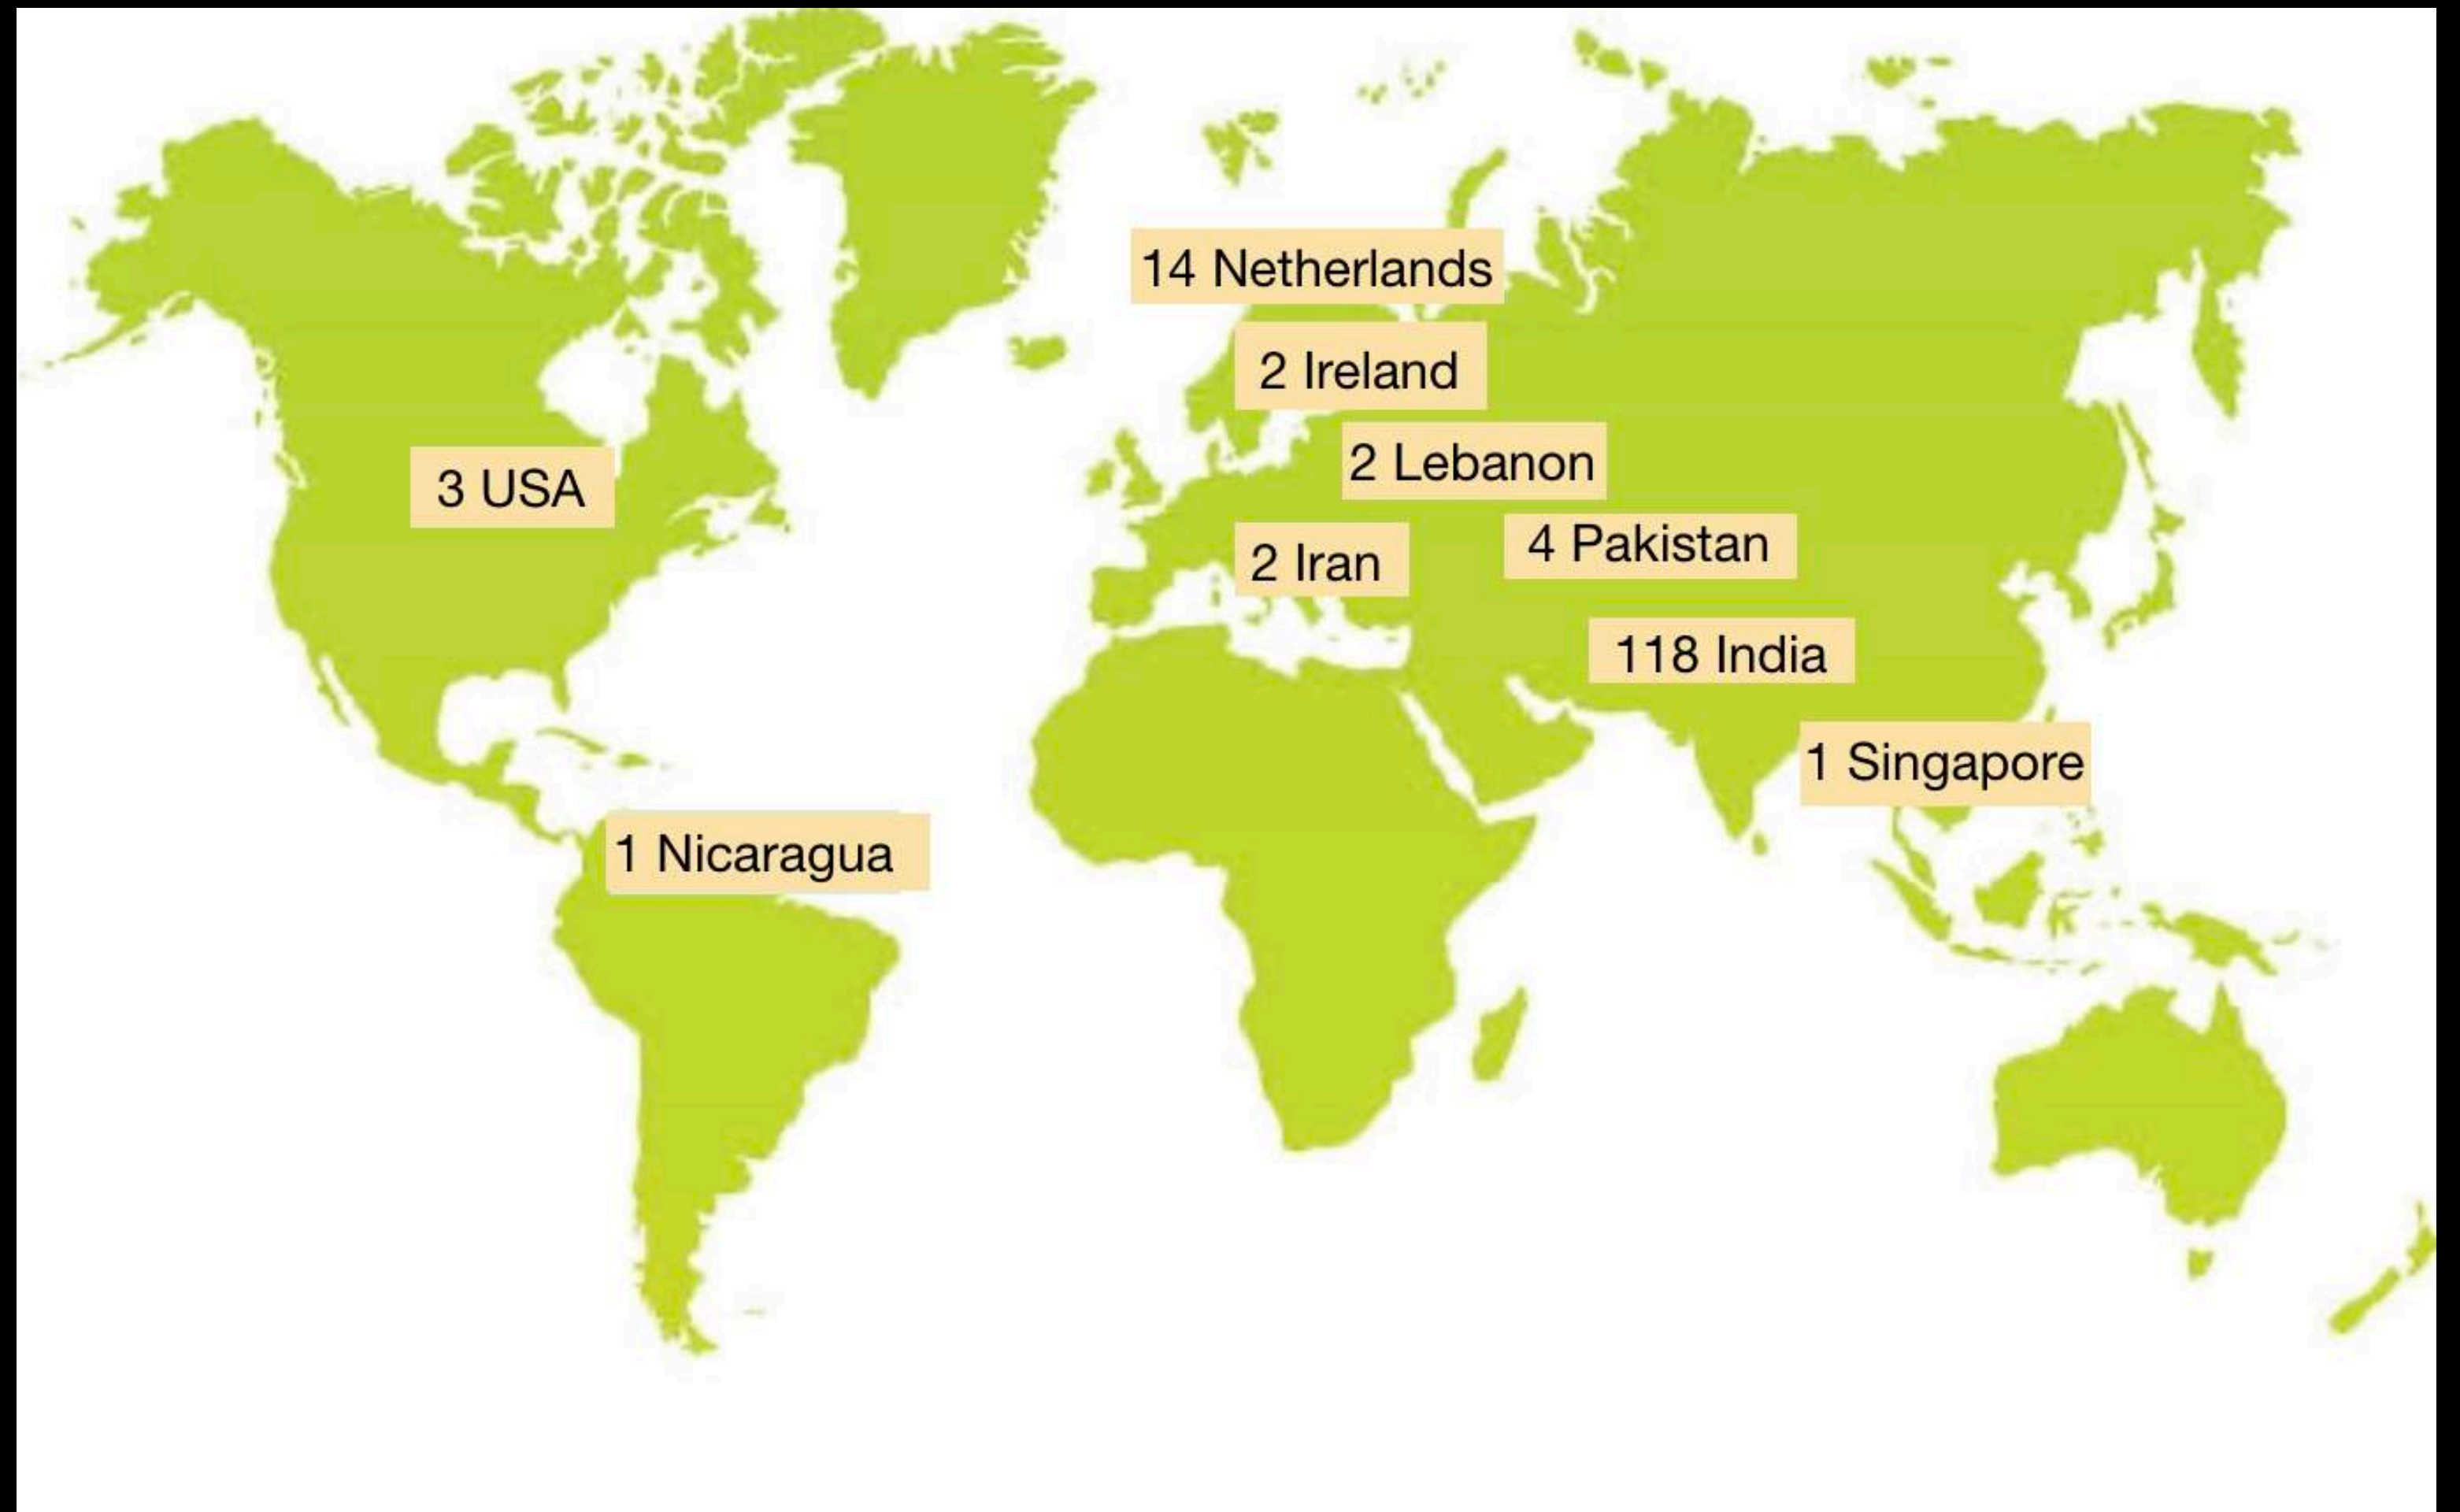 14 Netherlands
2 Ireland
2 Lebanon
3 USA
4 Pakistan
2 Iran
118 India
1 Singapore
1 Nicaragua